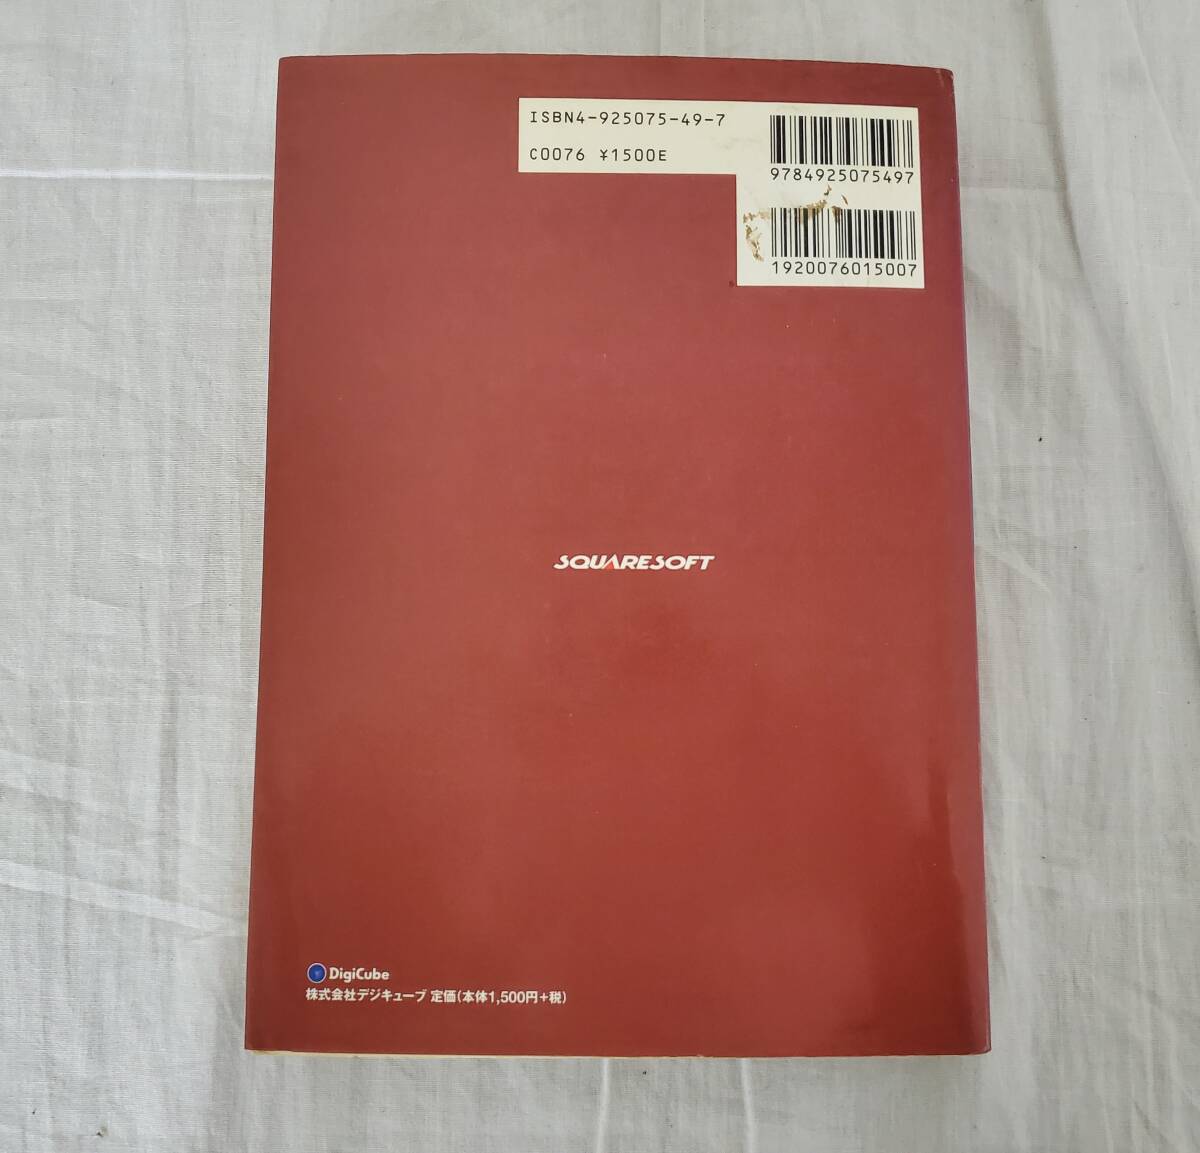 ISBN4-925075-49-7
C0076 ¥1500E
9784925075497
1920076015007
SQUARESOFT
DigiCube
株式会社デジキューブ 定価(本体1,500円+税)